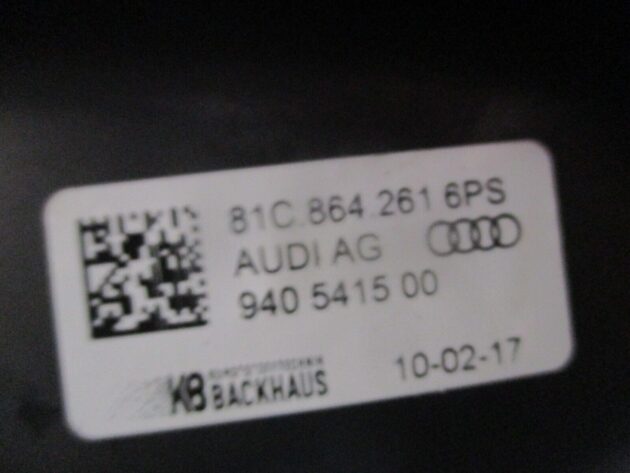 81C.864.261 6PS
AUDI AG
940 5415 00
KB BACKHAUS
10-02-17